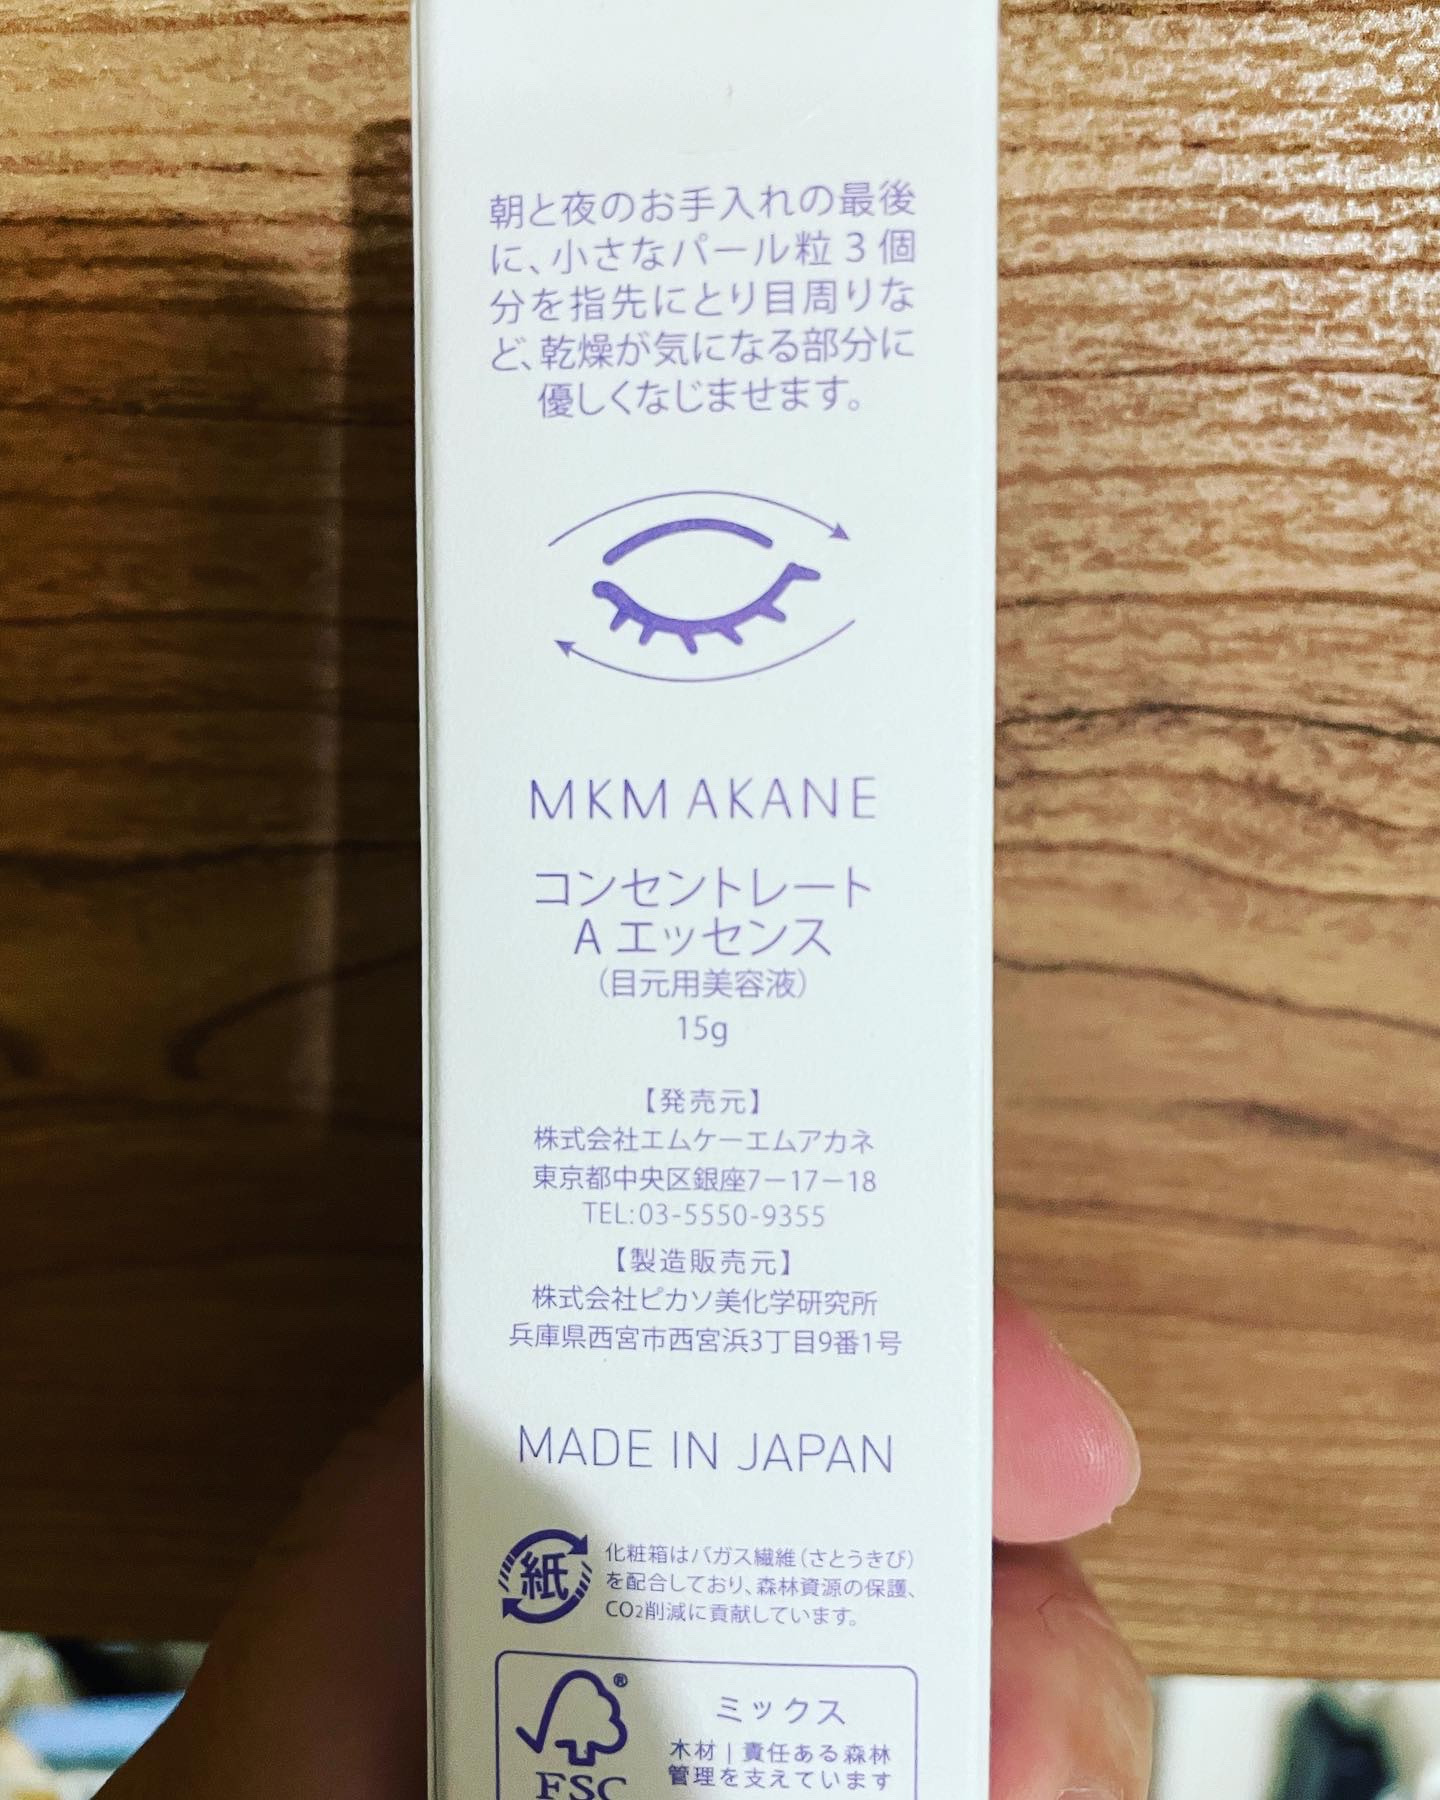 朝と夜のお手入れの最後
に、小さなパール粒3個
分を指先にとり目周りな
ど、乾燥が気になる部分に
優しくなじませます。
MKM AKANE
コンセントレート
A エッセンス
(目元用美容液)
15g
【発売元】
株式会社エムケーエムアカネ
東京都中央区銀座7-17-18
TEL:03-5550-9355
【製造販売元】
株式会社ピカソ美化学研究所
兵庫県西宮市西宮浜3丁目9番1号
MADE IN JAPAN
紙
化粧箱はバガス繊維(さとうきび)
を配合しており、森林資源の保護、
CO2削減に貢献しています。
®
ミックス
木材 | 責任ある森林
管理を支えています
FSC